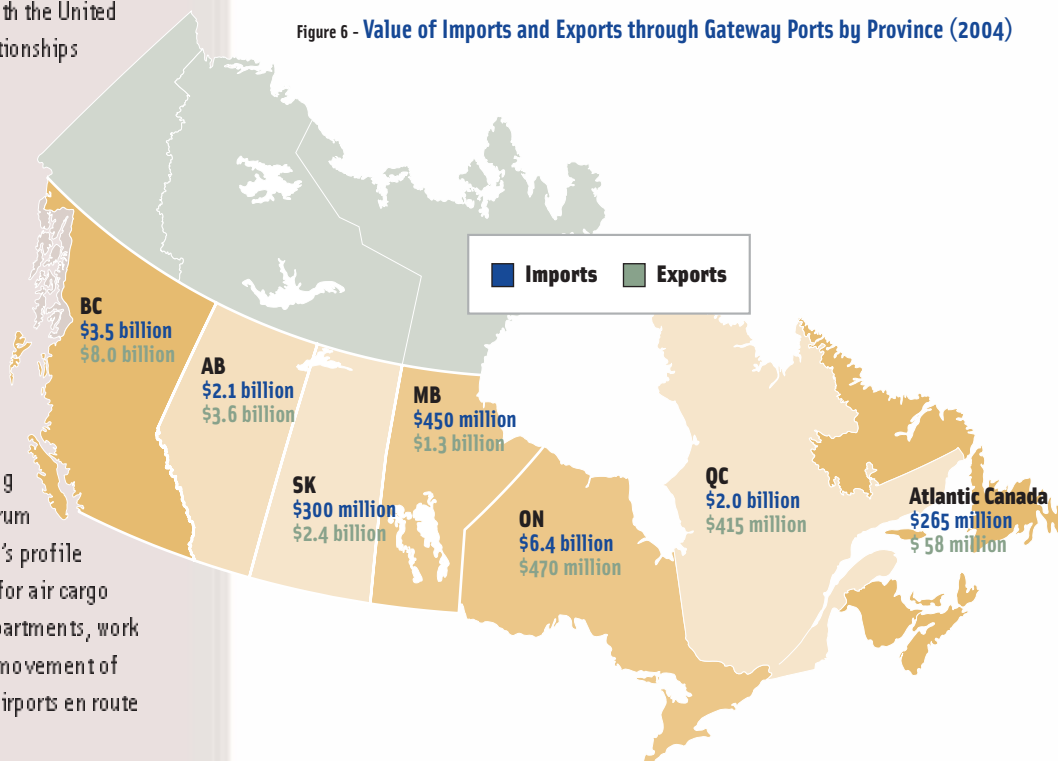 th the United
tionships
Figure 6 - Value of Imports and Exports through Gateway Ports by Province (2004)
Imports
Exports
BC
$3.5 billion
$8.0 billion
AB
$2.1 billion
$3.6 billion
SK
$300 million
$2.4 billion
MB
$450 million
$1.3 billion
ON
$6.4 billion
$470 million
QC
$2.0 billion
$415 million
Atlantic Canada
$265 million
$ 58 million
g
rum
's profile
for air cargo
partments, work
movement of
irports en route